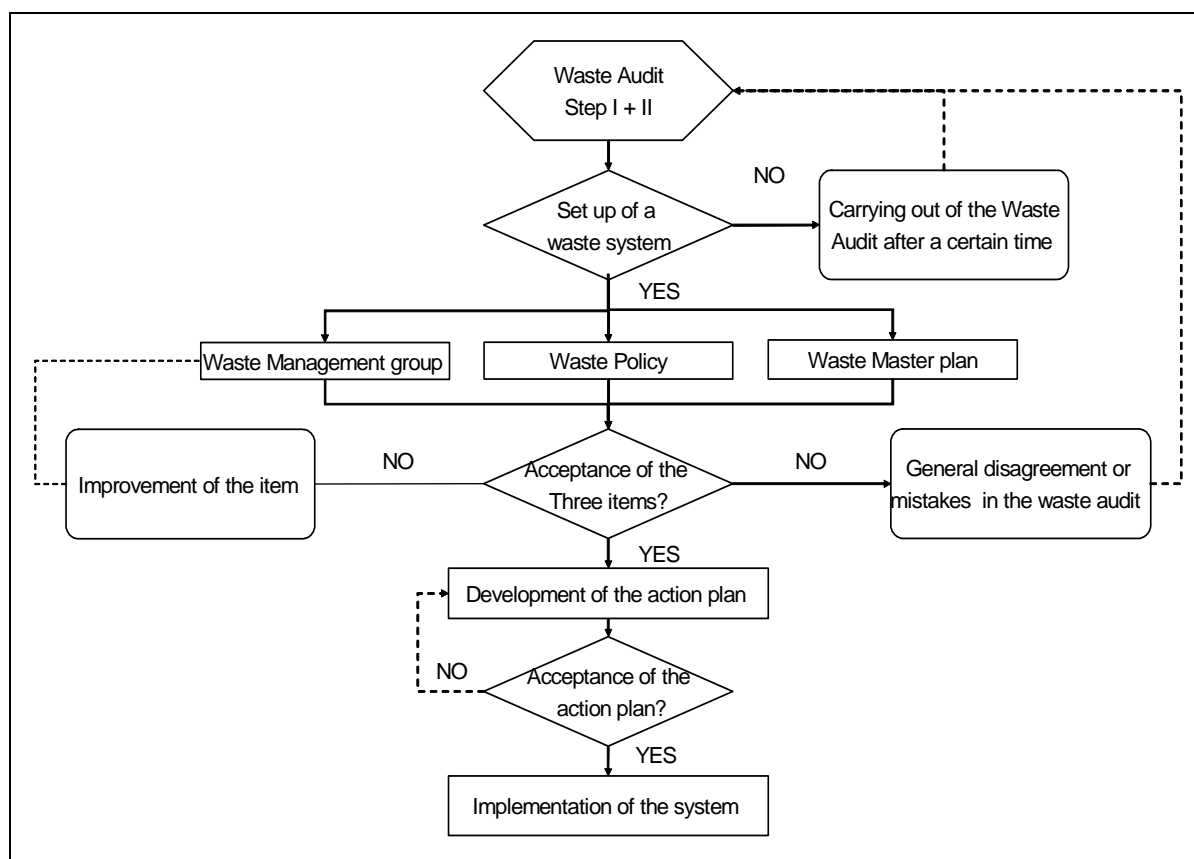 Waste Audit
Step I + II
NO
Set up of a
waste system
Carrying out of the Waste
Audit after a certain time
YES
Waste Management group
Waste Policy
Waste Master plan
Improvement of the item
NO
Acceptance of the
Three items?
NO
General disagreement or
mistakes in the waste audit
YES
Development of the action plan
NO
Acceptance of the
action plan?
YES
Implementation of the system